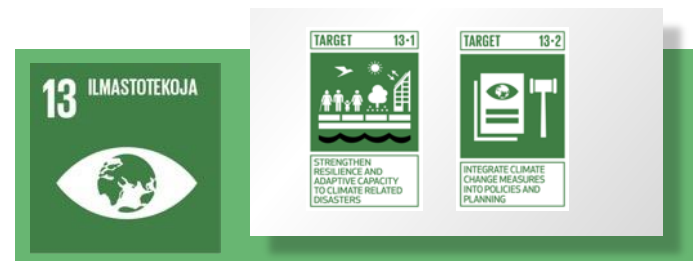 13 ILMASTOTEKOJA
TARGET 13·1
STRENGTHEN
RESILIENCE AND
ADAPTIVE CAPACITY
TO CLIMATE RELATED
DISASTERS
TARGET 13·2
INTEGRATE CLIMATE
CHANGE MEASURES
INTO POLICIES AND
PLANNING